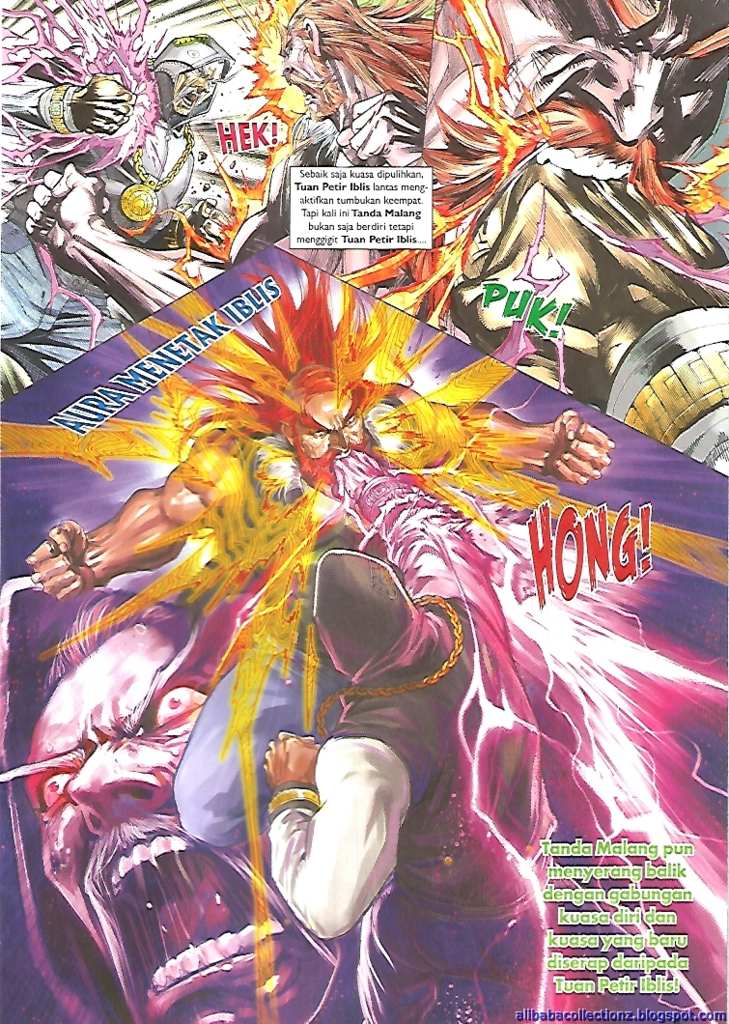 HEK!
Sebaik saja kuasa dipulihkan,
Tuan Petir Iblis lantas meng-
aktifkan tumbukan keempat.
Tapi kali ini Tanda Malang
bukan saja berdiri tetapi
menggigit Tuan Petir Iblis....
PUK!
AURA MENETAK IBLIS
HONG!
Tanda Malang pun
menyerang balik
dengan gabungan
kuasa diri dan
kuasa yang baru
diserap daripada
Tuan Petir Iblis!
alibabacollectionz.blogspot.com